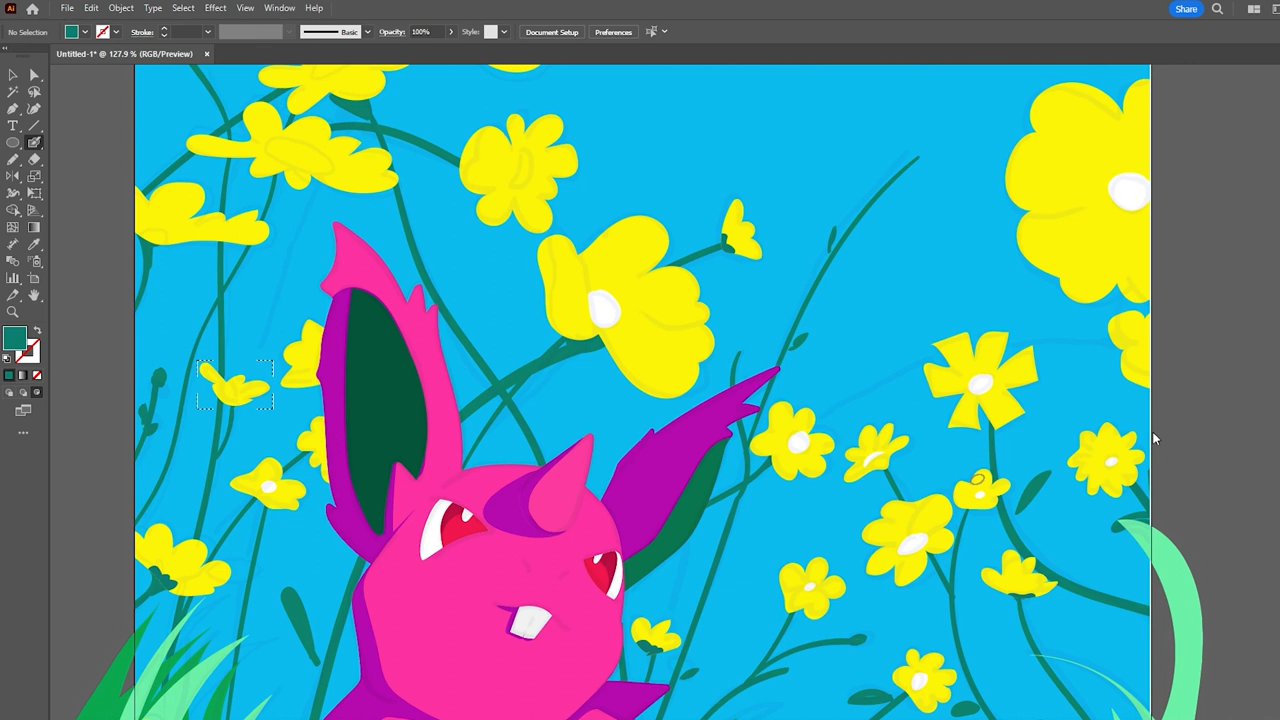 Ai File Edit Object Type Select Effect View Window Help Share
No Selection Stroke: Basic Opacity: 100% Style: Document Setup Preferences
Untitled-1* @ 127.9 % (RGB/Preview) ×
T